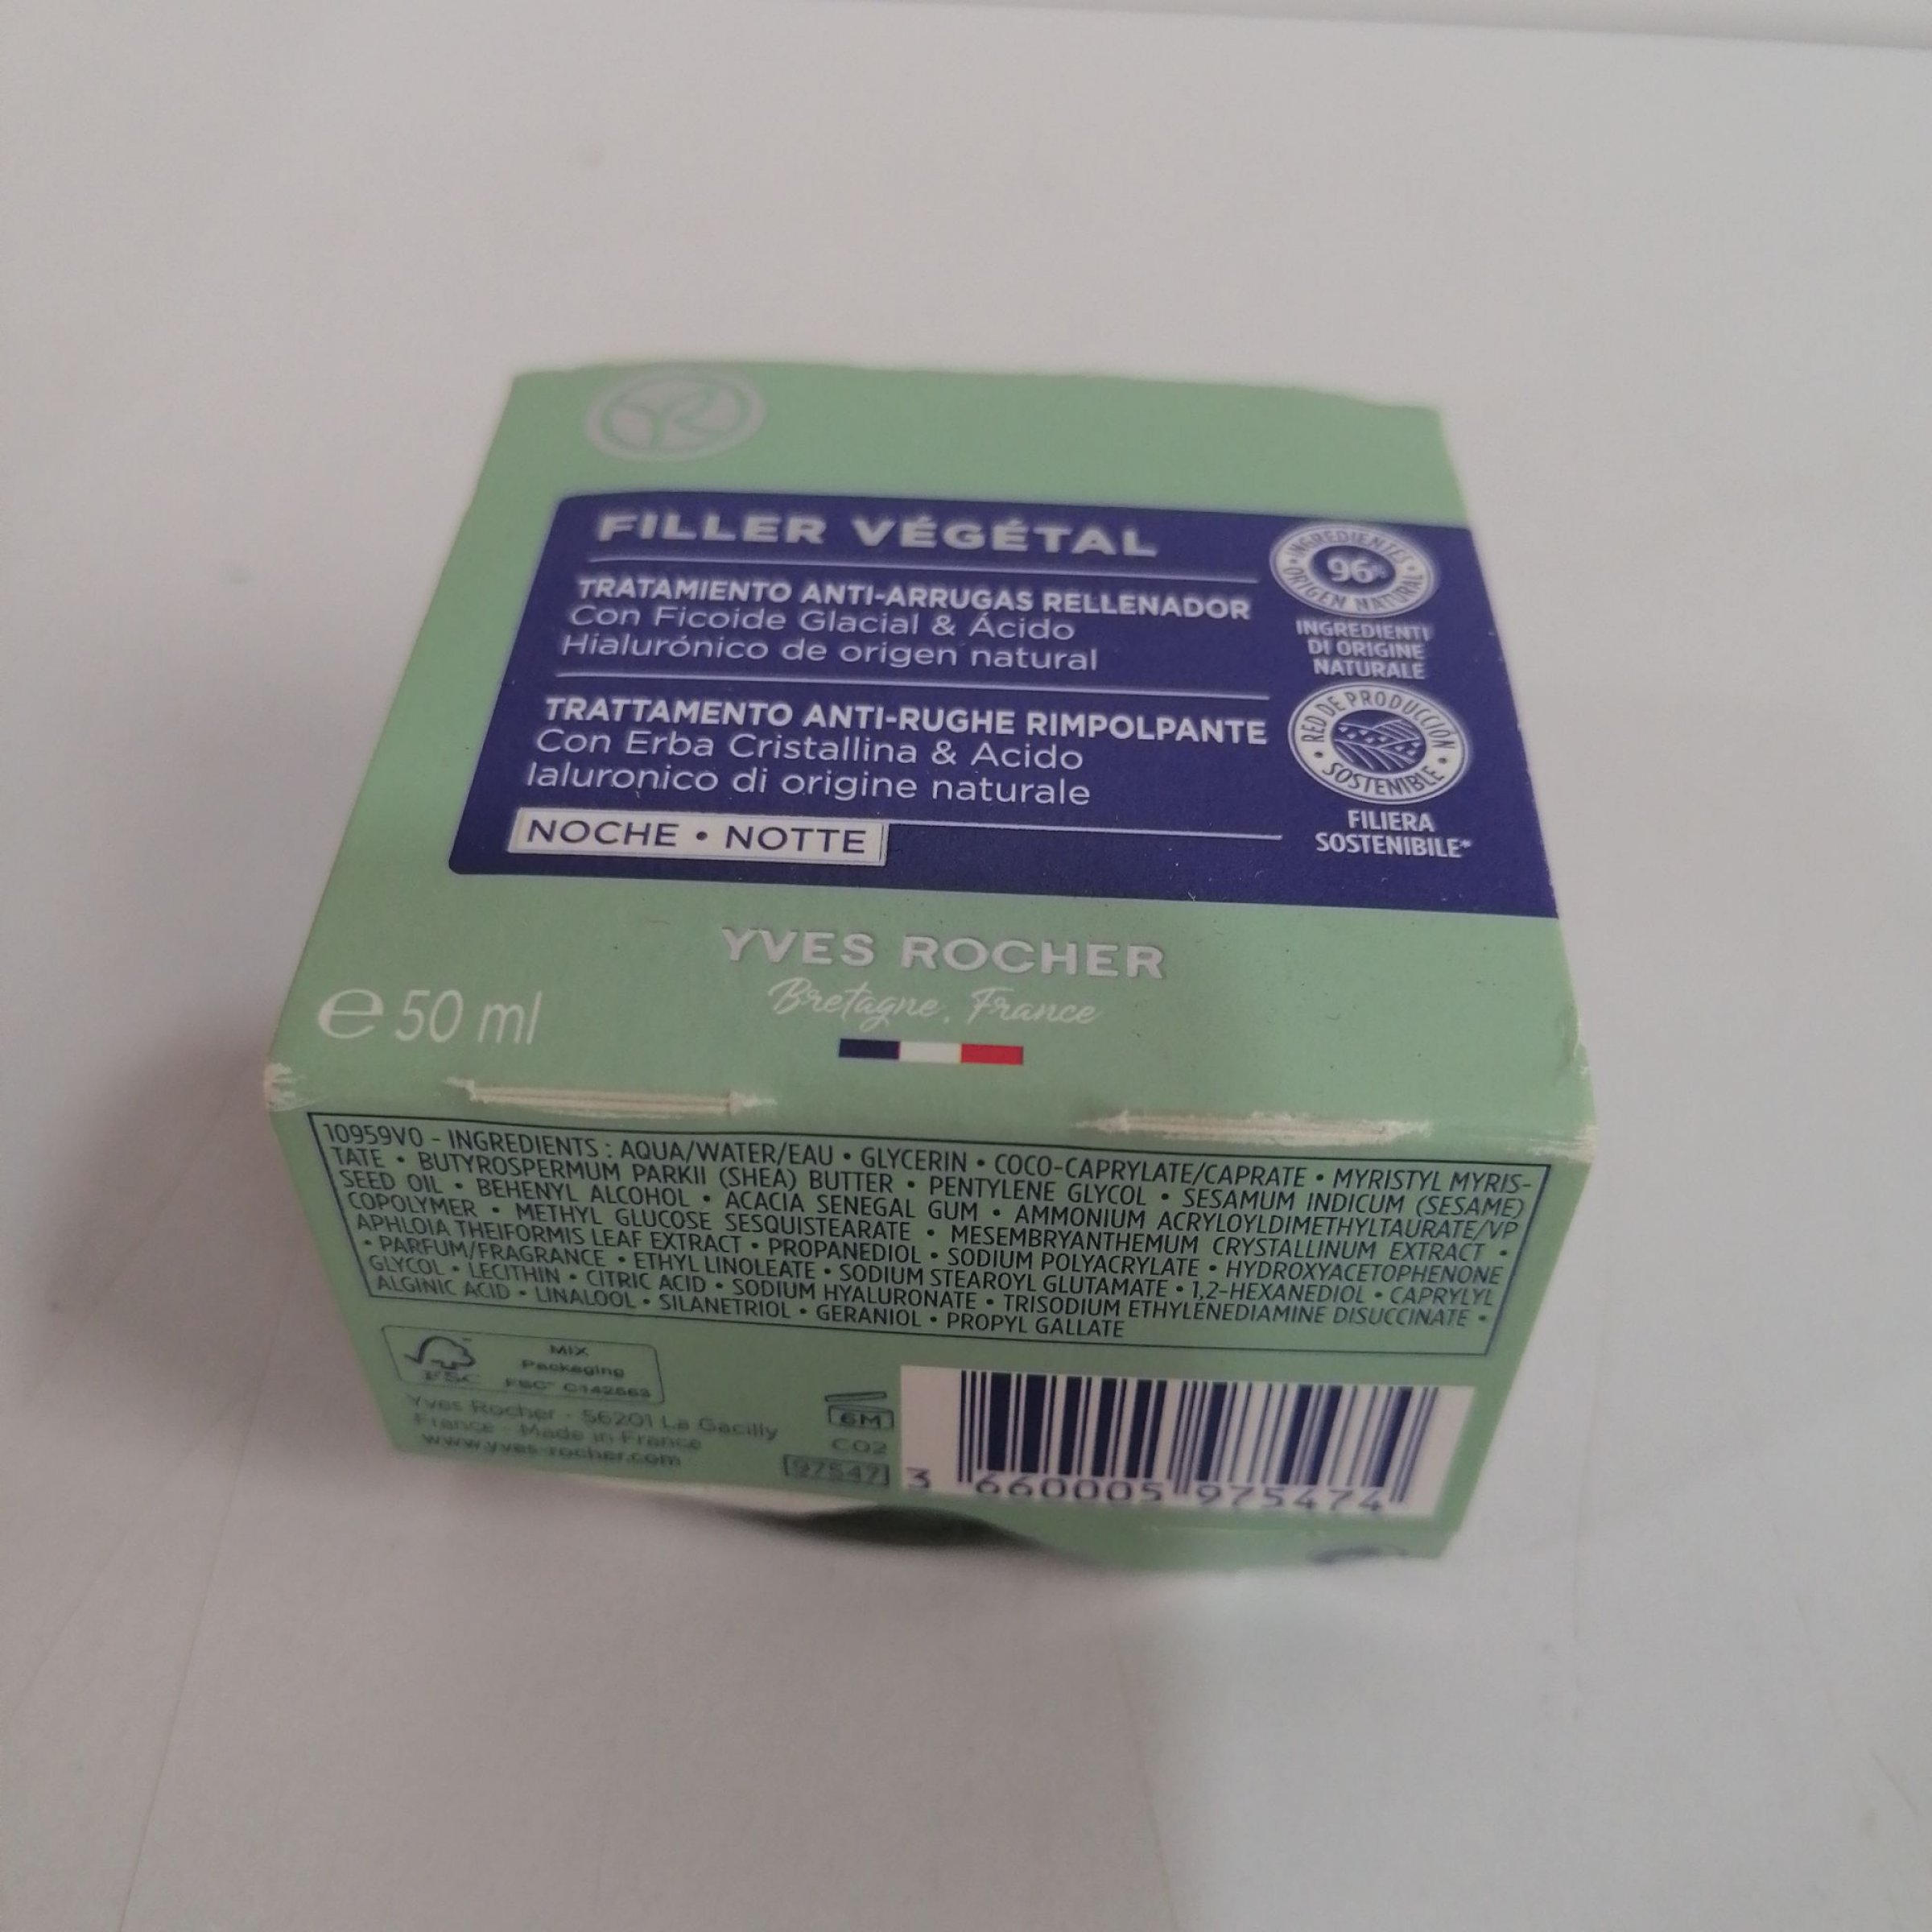 YR
FILLER VÉGÉTAL
TRATAMIENTO ANTI-ARRUGAS RELLENADOR
Con Ficoide Glacial & Ácido
Hialurónico de origen natural
TRATTAMENTO ANTI-RUGHE RIMPOLPANTE
Con Erba Cristallina & Acido
Ialuronico di origine naturale
NOCHE • NOTTE
INGREDIENTES • ORIGEN NATURAL •
96%
INGREDIENTI
DI ORIGINE
NATURALE
RED DE PRODUCCIÓN • SOSTENIBLE •
FILIERA
SOSTENIBILE*
YVES ROCHER
Bretagne, France
e 50 ml
10959V0 - INGREDIENTS : AQUA/WATER/EAU • GLYCERIN • COCO-CAPRYLATE/CAPRATE • MYRISTYL MYRIS-
TATE • BUTYROSPERMUM PARKII (SHEA) BUTTER • PENTYLENE GLYCOL • SESAMUM INDICUM (SESAME)
SEED OIL • BEHENYL ALCOHOL • ACACIA SENEGAL GUM • AMMONIUM ACRYLOYLDIMETHYLTAURATE/VP
COPOLYMER • METHYL GLUCOSE SESQUISTEARATE • MESEMBRYANTHEMUM CRYSTALLINUM EXTRACT •
APHLOIA THEIFORMIS LEAF EXTRACT • PROPANEDIOL • SODIUM POLYACRYLATE • HYDROXYACETOPHENONE
• PARFUM/FRAGRANCE • ETHYL LINOLEATE • SODIUM STEAROYL GLUTAMATE • 1,2-HEXANEDIOL • CAPRYLYL
GLYCOL • LECITHIN • CITRIC ACID • SODIUM HYALURONATE • TRISODIUM ETHYLENEDIAMINE DISUCCINATE •
ALGINIC ACID • LINALOOL • SILANETRIOL • GERANIOL • PROPYL GALLATE
FSC
MIX
Packaging
FSC™ C142563
Yves Rocher - 56201 La Gacilly
France - Made in France
www.yves-rocher.com
6M
C02
97547
3 660005 975474